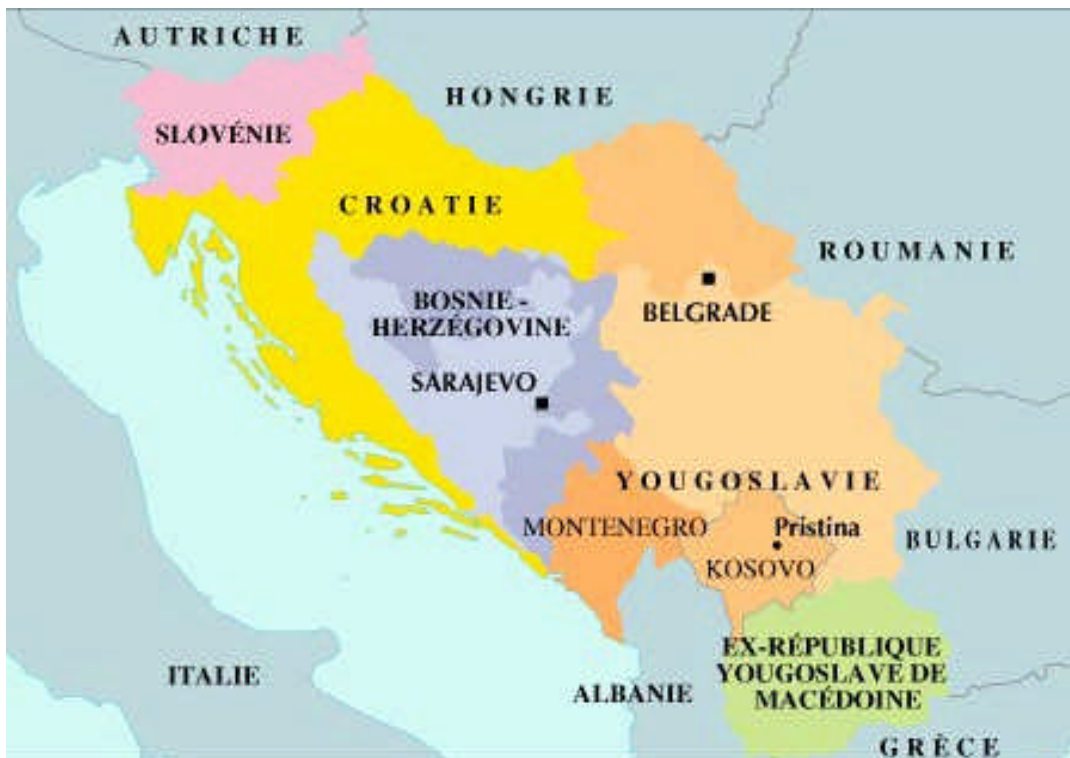 AUTRICHE
HONGRIE
SLOVÉNIE
CROATIE
ROUMANIE
BOSNIE -
HERZÉGOVINE
BELGRADE
SARAJEVO
YOUGOSLAVIE
MONTENEGRO
Pristina
KOSOVO
BULGARIE
EX-RÉPUBLIQUE
YOUGOSLAVE DE
MACÉDOINE
ITALIE
ALBANIE
GRÈCE